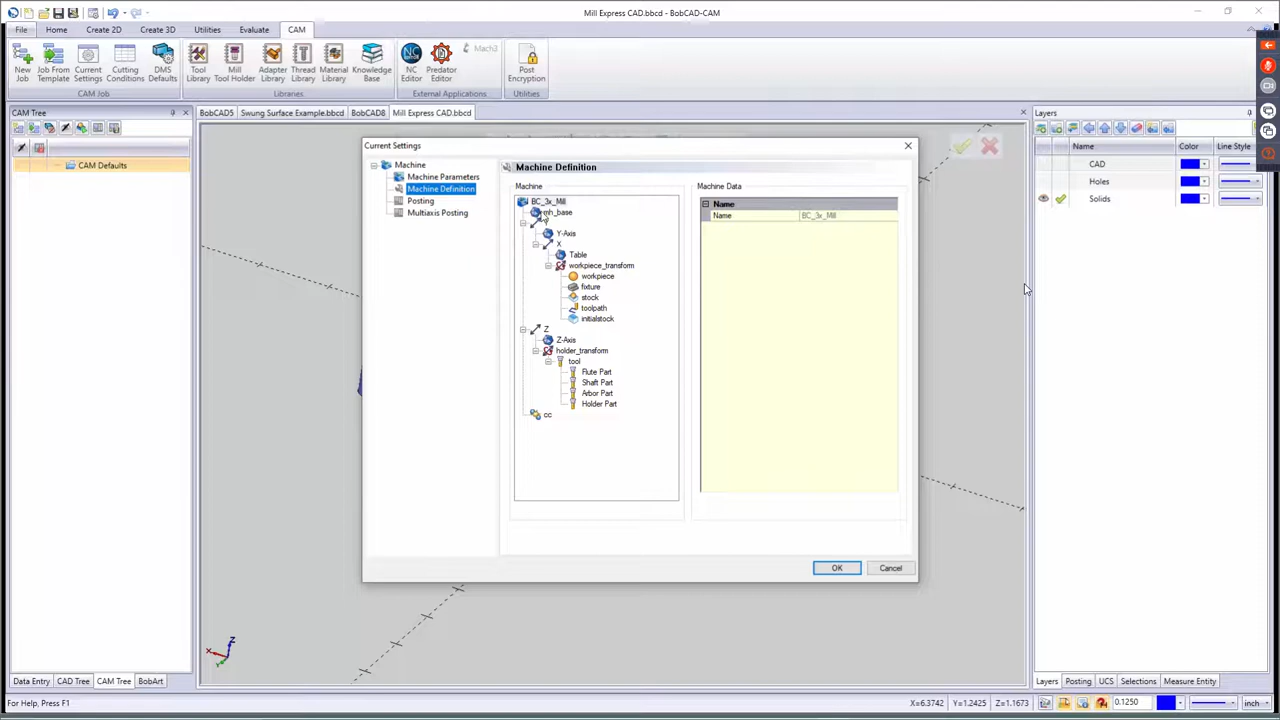 Mill Express CAD.bbcd - BobCAD-CAM
File Home Create 2D Create 3D Utilities Evaluate CAM
New Job
Job From Template
Current Settings
Cutting Conditions
DMS Defaults
Tool Library
Mill Tool Holder
Adapter Library
Thread Library
Material Library
Knowledge Base
NC Editor
Predator Editor
Mach3
Post Encryption
CAM Job Libraries External Applications Utilities
CAM Tree
BobCAD5 Swung Surface Example.bbcd BobCAD8 Mill Express CAD.bbcd
Layers
CAM Defaults
Name Color Line Style
CAD
Holes
Solids
Current Settings
Machine
Machine Parameters
Machine Definition
Posting
Multiaxis Posting
Machine Definition
Machine
BC_3x_Mill
mh_base
Y-Axis
X
Table
workpiece_transform
workpiece
fixture
stock
toolpath
initialstock
Z
Z-Axis
holder_transform
tool
Flute Part
Shaft Part
Arbor Part
Holder Part
cc
Machine Data
Name
Name BC_3x_Mill
OK Cancel
Z
X
Y
Data Entry CAD Tree CAM Tree BobArt
Layers Posting UCS Selections Measure Entity
For Help, Press F1
X=6.3742 Y=1.2425 Z=1.1673 0.1250 inch